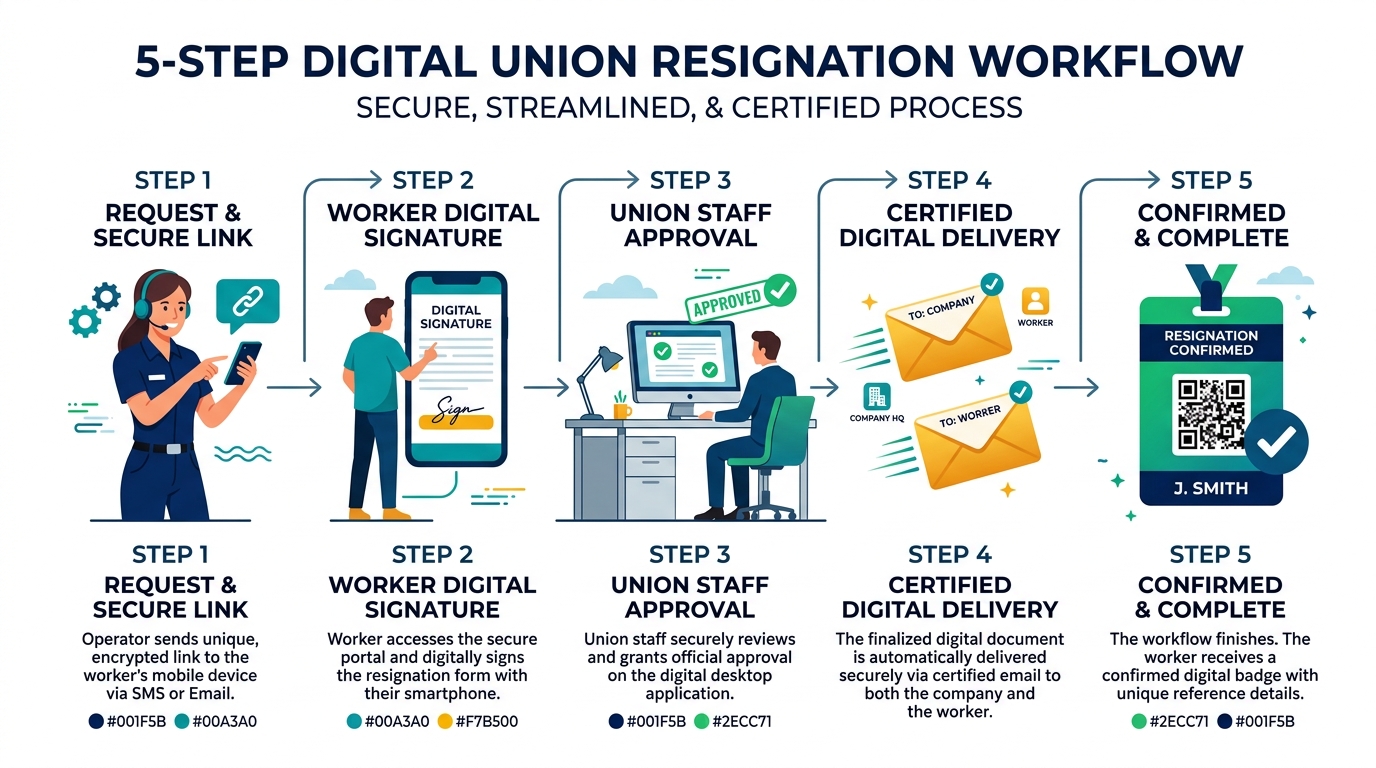 5-STEP DIGITAL UNION RESIGNATION WORKFLOW
SECURE, STREAMLINED, & CERTIFIED PROCESS
STEP 1
REQUEST &
SECURE LINK
STEP 2
WORKER DIGITAL
SIGNATURE
STEP 3
UNION STAFF
APPROVAL
STEP 4
CERTIFIED
DIGITAL DELIVERY
STEP 5
CONFIRMED
& COMPLETE
DIGITAL
SIGNATURE
Sign
APPROVED
TO: COMPANY
WORKER
COMPANY HQ
TO: WORRER
RESIGNATION
CONFIRMED
J. SMITH
STEP 1
REQUEST &
SECURE LINK
Operator sends unique,
encrypted link to the
worker's mobile device
via SMS or Email.
#001F5B #00A3A0
STEP 2
WORKER DIGITAL
SIGNATURE
Worker accesses the secure
portal and digitally signs
the resignation form with
their smartphone.
#00A3A0 #F7B500
STEP 3
UNION STAFF
APPROVAL
Union staff securely reviews
and grants official approval
on the digital desktop
application.
#001F5B #2ECC71
STEP 4
CERTIFIED
DIGITAL DELIVERY
The finalized digital document
is automatically delivered
securely via certified email to
both the company and
the worker.
STEP 5
CONFIRMED
& COMPLETE
The workflow finishes. The
worker receives a
confirmed digital badge with
unique reference details.
#2ECC71 #001F5B